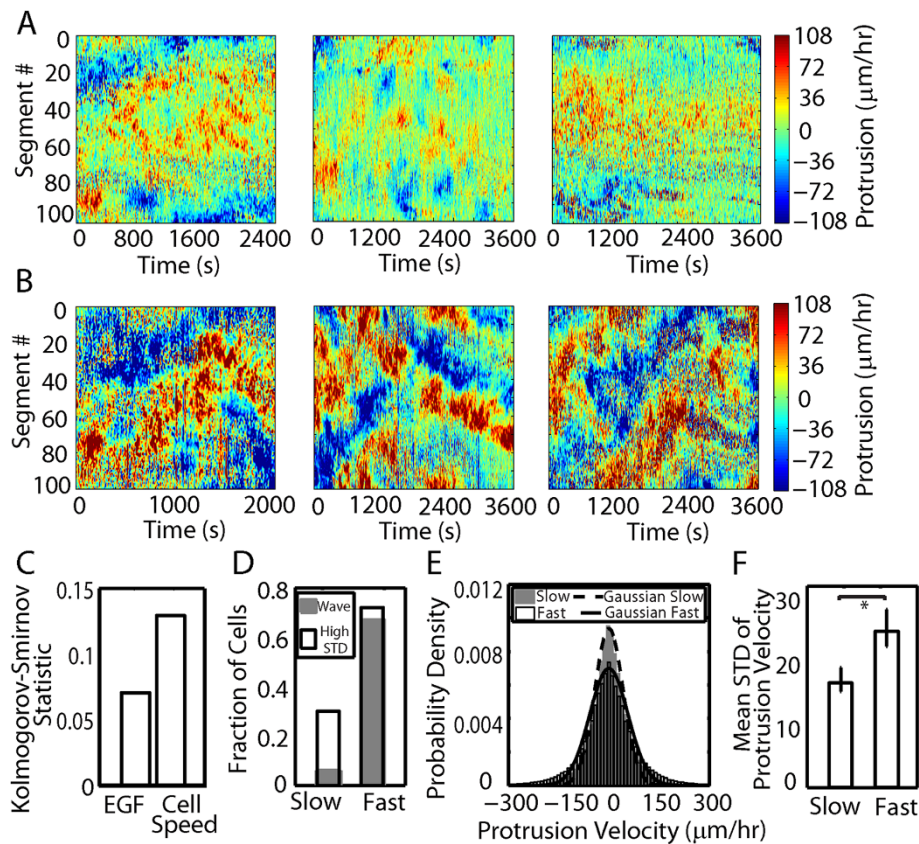 A
Segment #
0
20
40
60
80
100
0 800 1600 2400
Time (s)
0 1200 2400 3600
Time (s)
0 1200 2400 3600
Time (s)
108
72
36
0
−36
−72
−108
Protrusion (μm/hr)
B
Segment #
0
20
40
60
80
100
0 1000 2000
Time (s)
0 1200 2400 3600
Time (s)
0 1200 2400 3600
Time (s)
108
72
36
0
−36
−72
−108
Protrusion (μm/hr)
C
Kolmogorov-Smirnov
Statistic
0.15
0.1
0.05
0
EGF
Cell
Speed
D
Fraction of Cells
0.8
0.6
0.4
0.2
0
Wave
High
STD
Slow Fast
E
Probability Density
0.012
0.008
0.004
0
Slow Gaussian Slow
Fast Gaussian Fast
−300 −150 0 150 300
Protrusion Velocity (μm/hr)
F
Mean STD of
Protrusion Velocity
30
20
10
0
*
Slow Fast